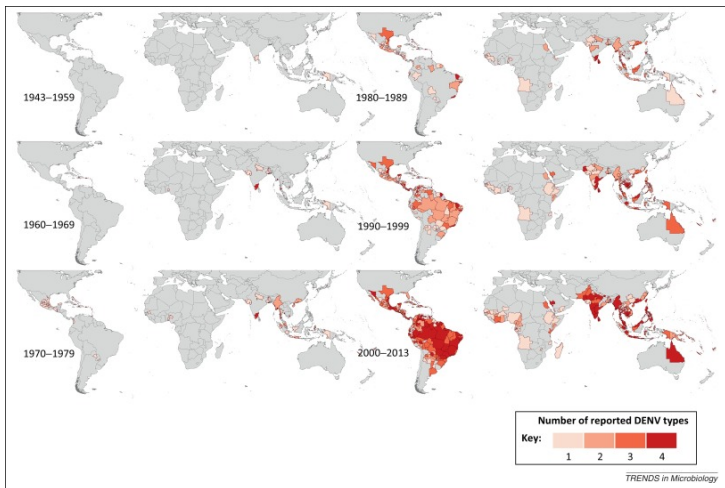 1943–1959
1980–1989
1960–1969
1990–1999
1970–1979
2000–2013
Number of reported DENV types
Key:
1 2 3 4
TRENDS in Microbiology